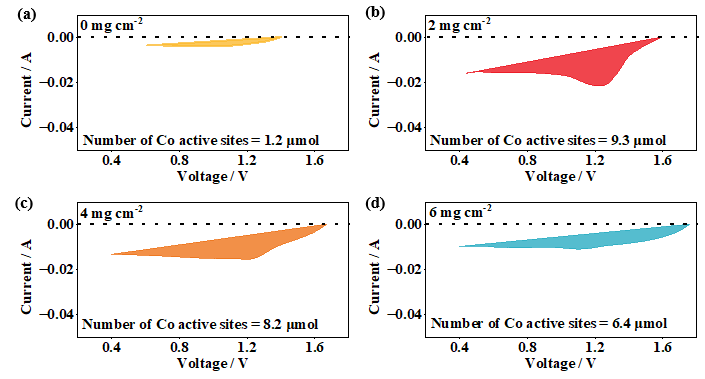 (a)
0 mg cm-2
0.00
−0.02
−0.04
Current / A
Number of Co active sites = 1.2 μmol
0.4 0.8 1.2 1.6
Voltage / V
(b)
2 mg cm-2
0.00
−0.02
−0.04
Current / A
Number of Co active sites = 9.3 μmol
0.4 0.8 1.2 1.6
Voltage / V
(c)
4 mg cm-2
0.00
−0.02
−0.04
Current / A
Number of Co active sites = 8.2 μmol
0.4 0.8 1.2 1.6
Voltage / V
(d)
6 mg cm-2
0.00
−0.02
−0.04
Current / A
Number of Co active sites = 6.4 μmol
0.4 0.8 1.2 1.6
Voltage / V